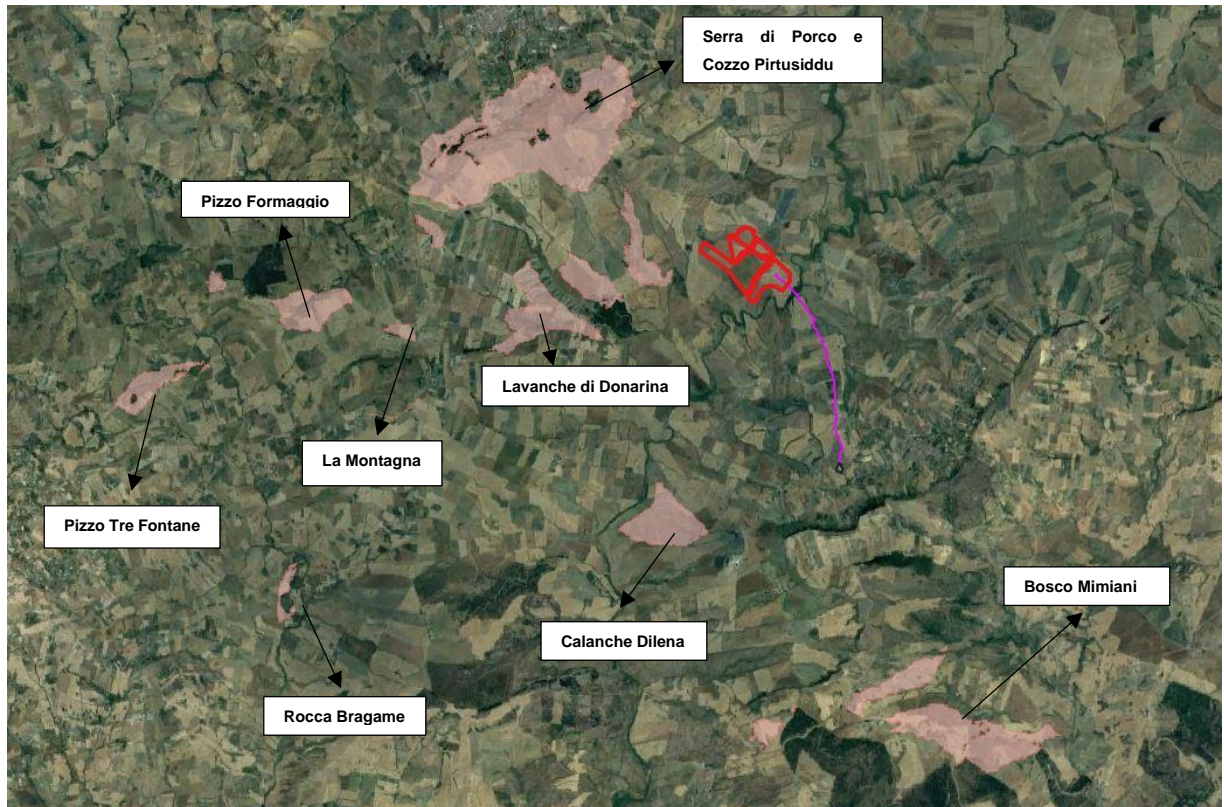 Serra di Porco e
Cozzo Pirtusiddu
Pizzo Formaggio
Lavanche di Donarina
La Montagna
Pizzo Tre Fontane
Bosco Mimiani
Calanche Dilena
Rocca Bragame